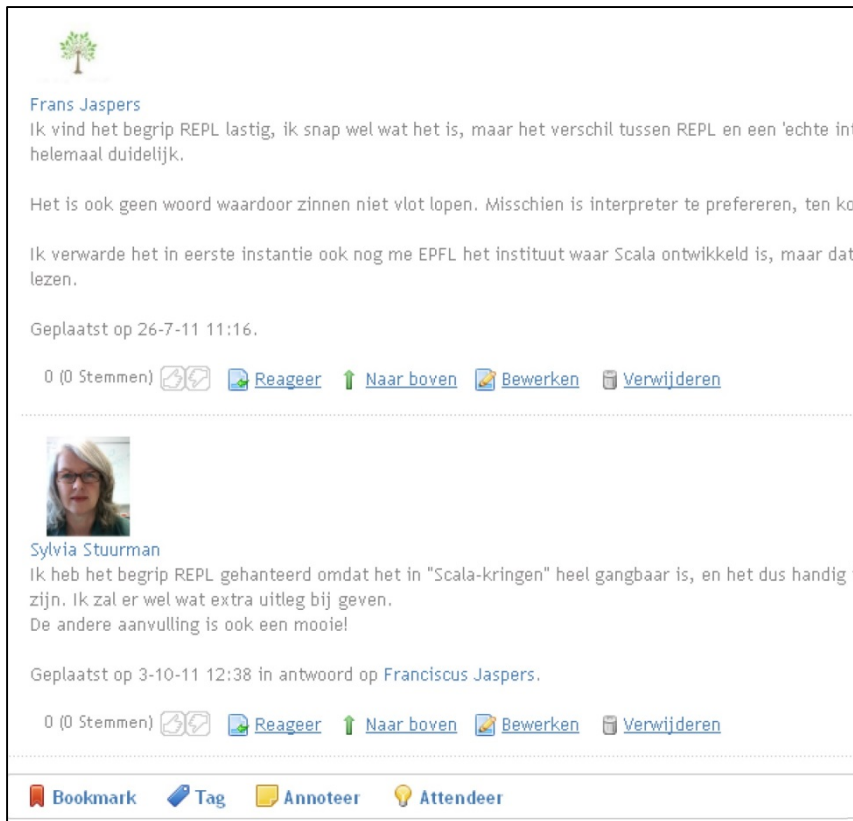 Frans Jaspers
Ik vind het begrip REPL lastig, ik snap wel wat het is, maar het verschil tussen REPL en een 'echte
helemaal duidelijk.
Het is ook geen woord waardoor zinnen niet vlot lopen. Misschien is interpreter te prefereren, ten
Ik verwarde het in eerste instantie ook nog me EPFL het instituut waar Scala ontwikkeld is, maar dat
lezen.
Geplaatst op 26-7-11 11:16.
0 (0 Stemmen) Reageer Naar boven Bewerken Verwijderen
Sylvia Stuurman
Ik heb het begrip REPL gehanteerd omdat het in "Scala-kringen" heel gangbaar is, en het dus handig
zijn. Ik zal er wel wat extra uitleg bij geven.
De andere aanvulling is ook een mooie!
Geplaatst op 3-10-11 12:38 in antwoord op Franciscus Jaspers.
0 (0 Stemmen) Reageer Naar boven Bewerken Verwijderen
Bookmark Tag Annoteer Attendeer